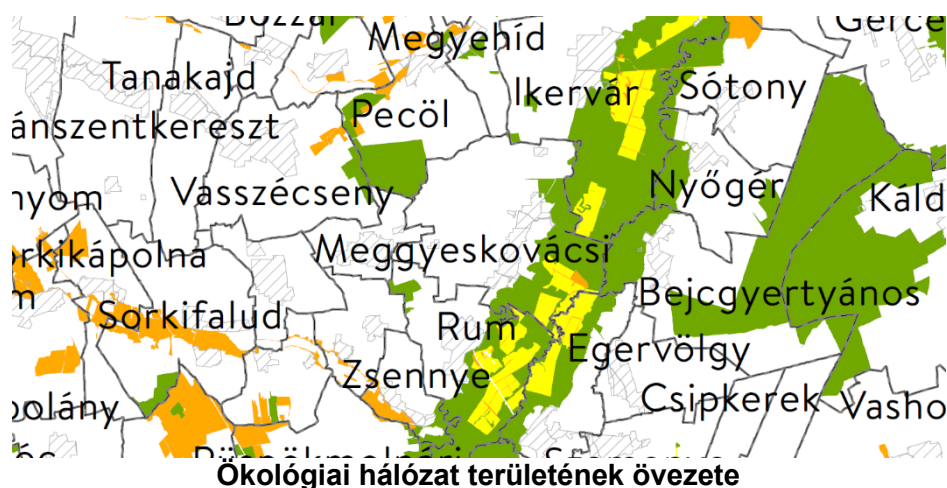 Megyehíd
Tanakajd
Ikervár
Sótony
Pecöl
ánszentkereszt
nyom
Vasszécseny
Nyőgér
Káld
rkikápolna
Meggyeskovácsi
m
Sorkifalud
Bejcgyertyános
Rum
Egervölgy
Zsennye
polány
Csipkerek
Vasho
Ökológiai hálózat területének övezete